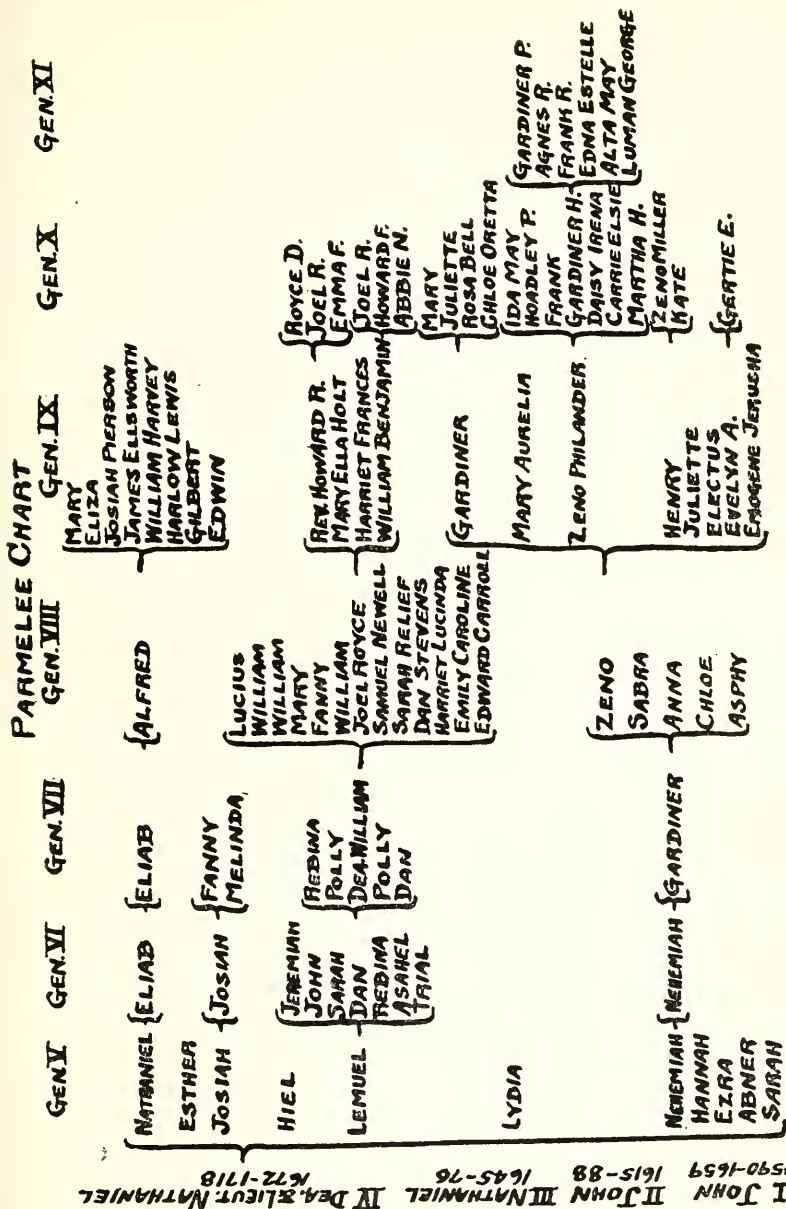 PARMELEE CHART
GEN.V GEN.VI GEN.VII GEN.VIII GEN.IX GEN.X GEN.XI
I JOHN 1590-1659
II JOHN 1615-88
III NATHANIEL 1645-76
IV DEA. & LIEUT. NATHANIEL 1672-1718
NATHANIEL
ESTHER
JOSIAH
HIEL
LEMUEL
LYDIA
NEHEMIAH
HANNAH
EZRA
ABNER
SARAH
ELIAB
JOSIAH
JEREMIAH
JOHN
SARAH
DAN
REBINA
ASAHEL
TRIAL
NEHEMIAH
ELIAB
FANNY
MELINDA
REBINA
POLLY
DEA. WILLIAM
POLLY
DAN
GARDINER
ALFRED
LUCIUS
WILLIAM
WILLIAM
MARY
FANNY
WILLIAM
JOEL ROYCE
SAMUEL NEWELL
SARAH RELIEF
DAN STEVENS
HARRIET LUCINDA
EMILY CAROLINE
EDWARD CARROLL
ZENO
SABRA
ANNA
CHLOE
ASPHY
MARY
ELIZA
JOSIAH PIERSON
JAMES ELLSWORTH
WILLIAM HARVEY
HARLOW LEWIS
GILBERT
EDWIN
REV. HOWARD R.
MARY ELLA HOLT
HARRIET FRANCES
WILLIAM BENJAMIN
GARDINER
MARY AURELIA
ZENO PHILANDER
HENRY
JULIETTE
ELECTUS
EVELYN A.
EMOGENE JERUSHA
ROYCE D.
JOEL R.
EMMA F.
JOEL R.
HOWARD F.
ABBIE N.
MARY
JULIETTE
ROSA BELL
CHLOE ORETTA
IDA MAY
HOADLEY P.
FRANK
GARDINER H.
DAISY IRENA
CARRIE ELSIE
MARTHA H.
ZENO MILLER
KATE
GERTIE E.
GARDINER P.
AGNES R.
FRANK R.
EDNA ESTELLE
ALTA MAY
LUMAN GEORGE